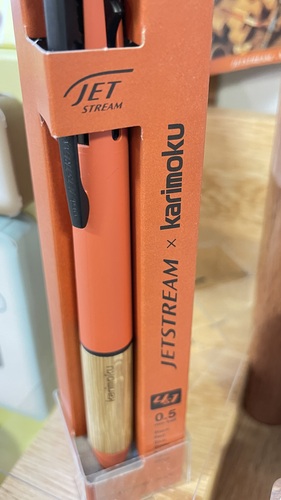 JET
STREAM
JETSTREAM × karimoku
karimoku
4&1
0.5